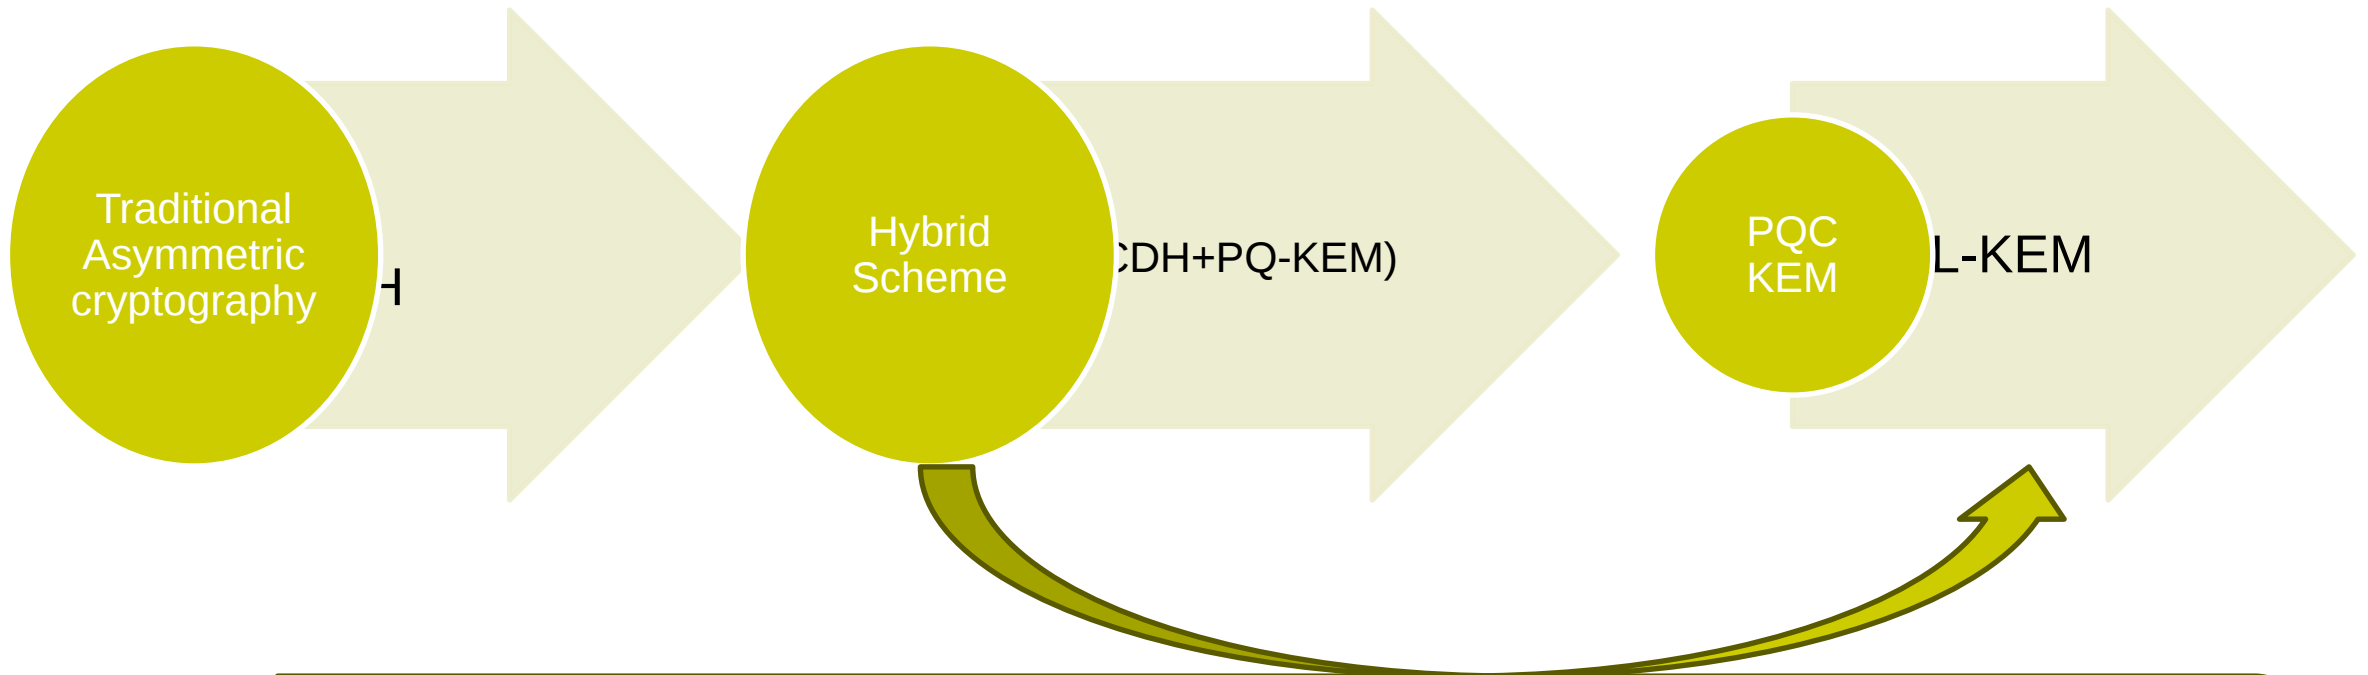 Traditional
Asymmetric
cryptography
H
Hybrid
Scheme
CDH+PQ-KEM)
PQC
KEM
L-KEM